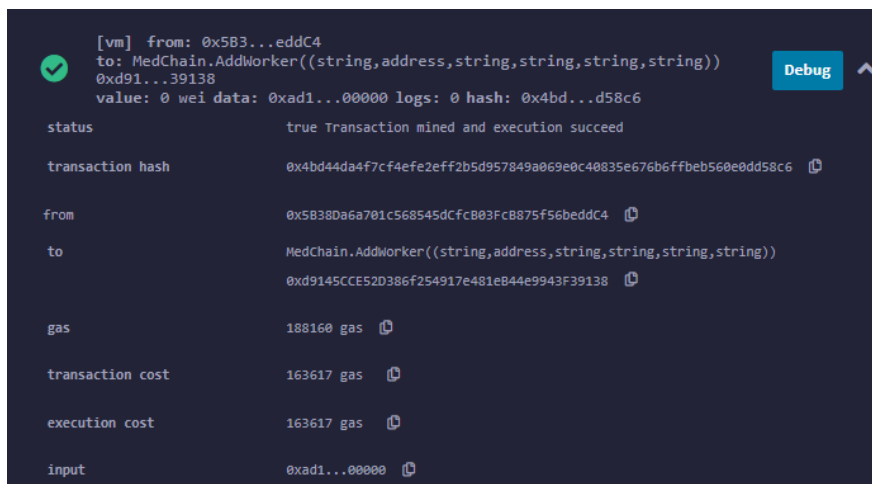 [vm] from: 0x5B3...eddC4
to: MedChain.AddWorker((string,address,string,string,string,string))
0xd91...39138
value: 0 wei data: 0xad1...00000 logs: 0 hash: 0x4bd...d58c6
Debug
status true Transaction mined and execution succeed
transaction hash 0x4bd44da4f7cf4efe2eff2b5d957849a069e0c40835e676b6ffbeb560e0dd58c6
from 0x5B38Da6a701c568545dCfcB03FcB875f56beddC4
to MedChain.AddWorker((string,address,string,string,string,string))
0xd9145CCE52D386f254917e481eB44e9943F39138
gas 188160 gas
transaction cost 163617 gas
execution cost 163617 gas
input 0xad1...00000